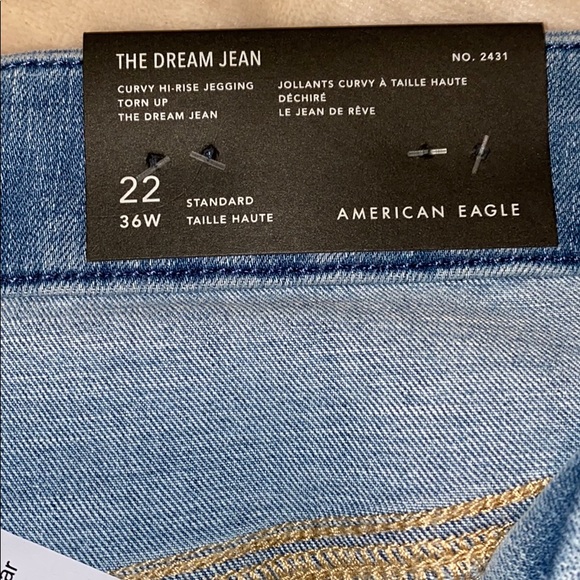 THE DREAM JEAN
NO. 2431
CURVY HI-RISE JEGGING
TORN UP
THE DREAM JEAN
JOLLANTS CURVY À TAILLE HAUTE
DÉCHIRÉ
LE JEAN DE RÊVE
22
36W
STANDARD
TAILLE HAUTE
AMERICAN EAGLE